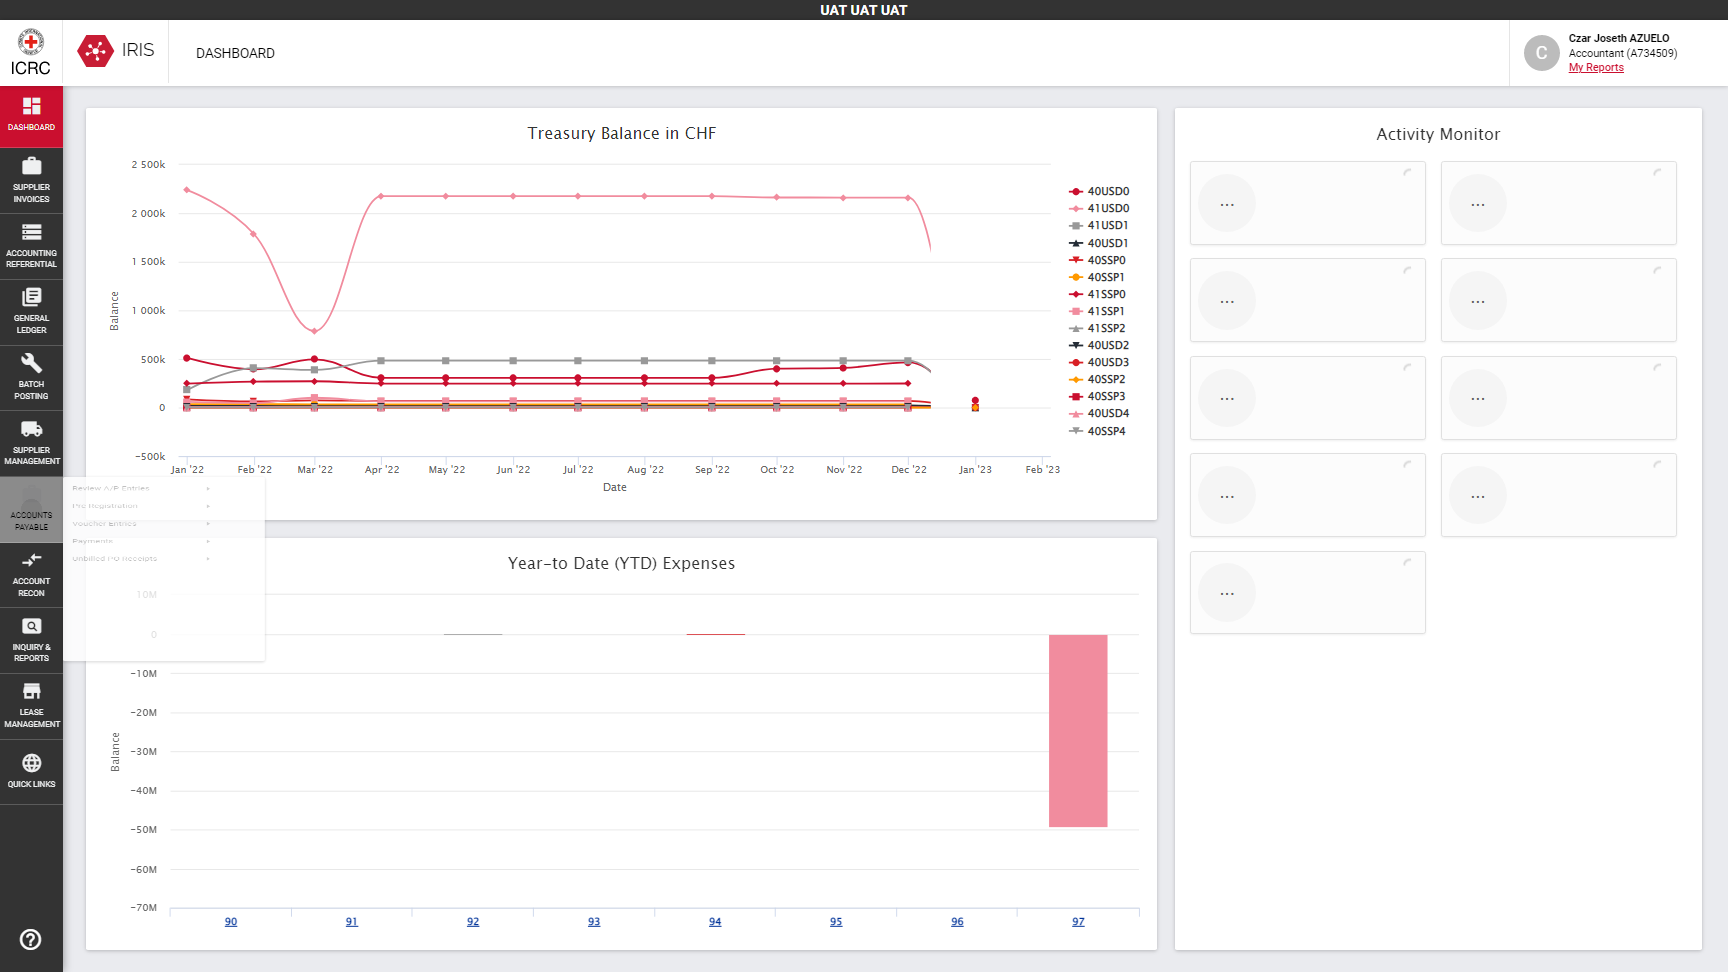 UAT UAT UAT
ICRC
IRIS
DASHBOARD
C
Czar Joseth AZUELO
Accountant (A734509)
My Reports
DASHBOARD
SUPPLIER
INVOICES
ACCOUNTING
REFERENTIAL
GENERAL
LEDGER
BATCH
POSTING
SUPPLIER
MANAGEMENT
ACCOUNTS
PAYABLE
ACCOUNT
RECON
INQUIRY &
REPORTS
LEASE
MANAGEMENT
QUICK LINKS
Review A/P Entries
Pre Registration
Voucher Entries
Payments
Unbilled PO Receipts
Treasury Balance in CHF
2 500k
2 000k
1 500k
1 000k
500k
0
−500k
Balance
Jan '22 Feb '22 Mar '22 Apr '22 May '22 Jun '22 Jul '22 Aug '22 Sep '22 Oct '22 Nov '22 Dec '22 Jan '23 Feb '23
Date
40USD0
41USD0
41USD1
40USD1
40SSP0
40SSP1
41SSP0
41SSP1
41SSP2
40USD2
40USD3
40SSP2
40SSP3
40USD4
40SSP4
Year-to Date (YTD) Expenses
10M
0
−10M
−20M
−30M
−40M
−50M
−60M
−70M
Balance
90 91 92 93 94 95 96 97
Activity Monitor
... ...
... ...
... ...
... ...
...